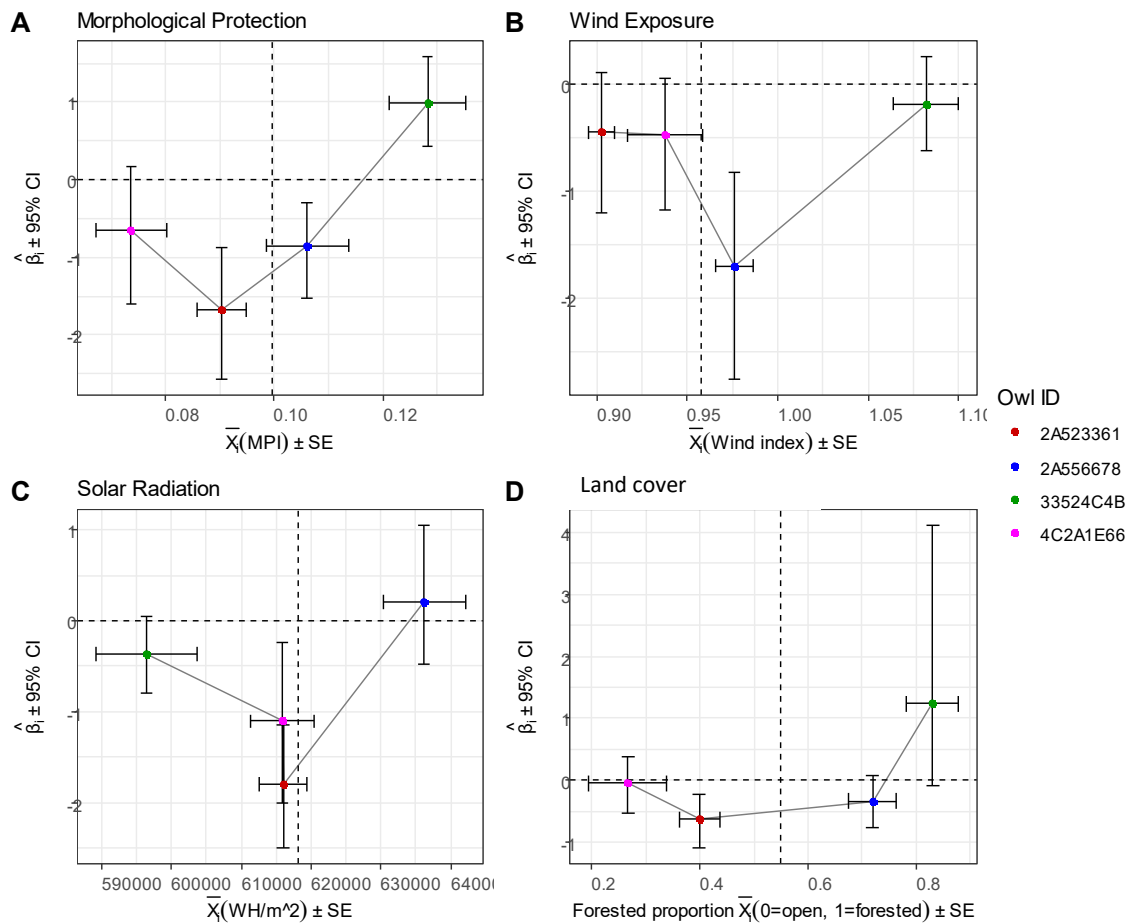 A Morphological Protection
1
0
-1
-2
β̂i ± 95% CI
0.08 0.10 0.12
X̅i(MPI) ± SE
B Wind Exposure
0
-1
-2
β̂i ± 95% CI
0.90 0.95 1.00 1.05 1.10
X̅i(Wind index) ± SE
Owl ID
2A523361
2A556678
33524C4B
4C2A1E66
C Solar Radiation
1
0
-1
-2
β̂i ± 95% CI
590000 600000 610000 620000 630000 64000
X̅i(WH/m^2) ± SE
D Land cover
4
3
2
1
0
-1
β̂i ± 95% CI
0.2 0.4 0.6 0.8
Forested proportion X̅i(0=open, 1=forested) ± SE